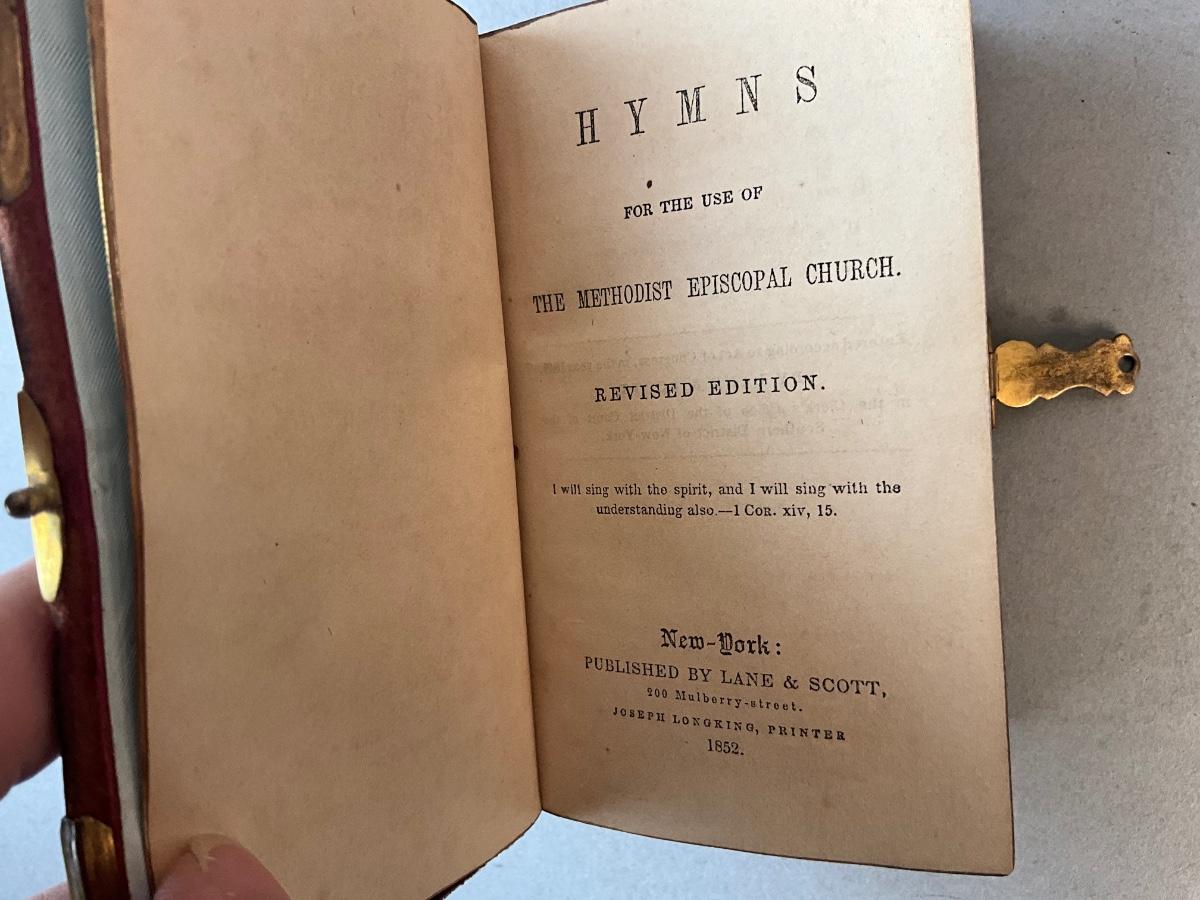 HYMNS
FOR THE USE OF
THE METHODIST EPISCOPAL CHURCH.
REVISED EDITION.
I will sing with the spirit, and I will sing with the
understanding also.—1 COR. xiv, 15.
New-York:
PUBLISHED BY LANE & SCOTT,
200 Mulberry-street.
JOSEPH LONGKING, PRINTER
1852.